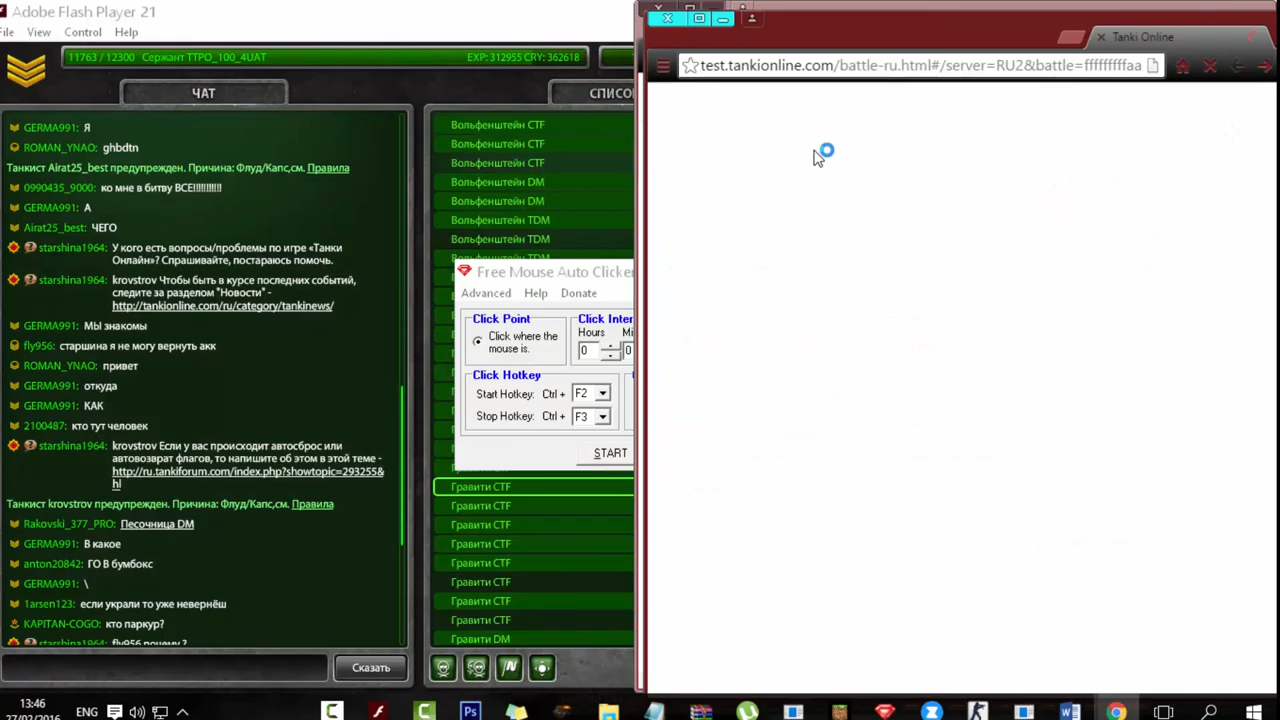 Adobe Flash Player 21
File View Control Help
11763 / 12300 Сержант TTPO_100_4UAT EXP: 312955 CRY: 362618
ЧАТ
GERMA991: Я
ROMAN_YNAO: ghbdtn
Танкист Airat25_best предупрежден. Причина: Флуд/Капс,см. Правила
0990435_9000: ко мне в битву ВСЕ!!!!!!!!!!!
GERMA991: А
Airat25_best: ЧЕГО
starshina1964: У кого есть вопросы/проблемы по игре «Танки
Онлайн»? Спрашивайте, постараюсь помочь.
starshina1964: krovstrov Чтобы быть в курсе последних событий,
следите за разделом "Новости" -
http://tankionline.com/ru/category/tankinews/
GERMA991: МЫ знакомы
fly956: старшина я не могу вернуть акк
ROMAN_YNAO: привет
GERMA991: откуда
GERMA991: КАК
2100487: кто тут человек
starshina1964: krovstrov Если у вас происходит автосброс или
автовозврат флагов, то напишите об этом в этой теме -
http://ru.tankiforum.com/index.php?showtopic=293255&
hl
Танкист krovstrov предупрежден. Причина: Флуд/Капс,см. Правила
Rakovski_377_PRO: Песочница DM
GERMA991: В какое
anton20842: ГО В бумбокс
GERMA991: \
1arsen123: если украли то уже невернёш
KAPITAN-COGO: кто паркур?
starshina1964: fly956 почему ?
Сказать
СПИСО
Вольфенштейн CTF
Вольфенштейн CTF
Вольфенштейн CTF
Вольфенштейн DM
Вольфенштейн DM
Вольфенштейн TDM
Вольфенштейн TDM
Вольфенштейн TDM
Free Mouse Auto Clicker
Advanced Help Donate
Click Point
Click where the
mouse is.
Click Inter
Hours Mi
0 0
Click Hotkey
Start Hotkey: Ctrl + F2
Stop Hotkey: Ctrl + F3
START
Гравити CTF
Гравити CTF
Гравити CTF
Гравити CTF
Гравити CTF
Гравити CTF
Гравити CTF
Гравити CTF
Гравити DM
Tanki Online
test.tankionline.com/battle-ru.html#/server=RU2&battle=fffffffffaa
13:46
27/02/2016
ENG